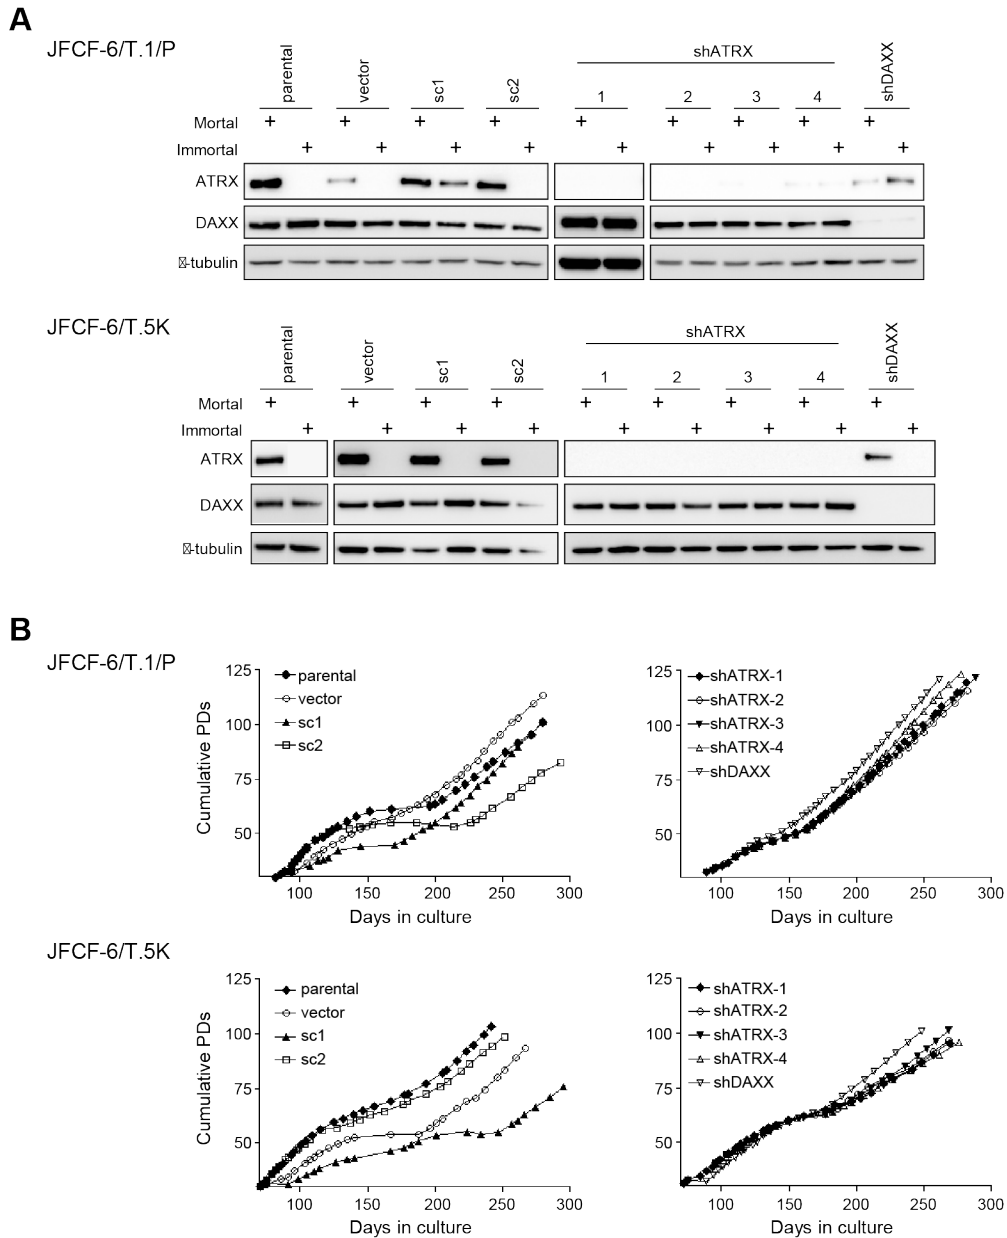 A
JFCF-6/T.1/P
parental
vector
sc1
sc2
shATRX
shDAXX
1 2 3 4
Mortal + + + + + + + + +
Immortal + + + + + + + + +
ATRX
DAXX
-tubulin
JFCF-6/T.5K
parental
vector
sc1
sc2
shATRX
shDAXX
1 2 3 4
Mortal + + + + + + + + +
Immortal + + + + + + + + +
ATRX
DAXX
-tubulin
B
JFCF-6/T.1/P
125
100
75
50
Cumulative PDs
parental
vector
sc1
sc2
100 150 200 250 300
Days in culture
125
100
75
50
shATRX-1
shATRX-2
shATRX-3
shATRX-4
shDAXX
100 150 200 250 300
Days in culture
JFCF-6/T.5K
125
100
75
50
Cumulative PDs
parental
vector
sc1
sc2
100 150 200 250 300
Days in culture
125
100
75
50
shATRX-1
shATRX-2
shATRX-3
shATRX-4
shDAXX
100 150 200 250 300
Days in culture